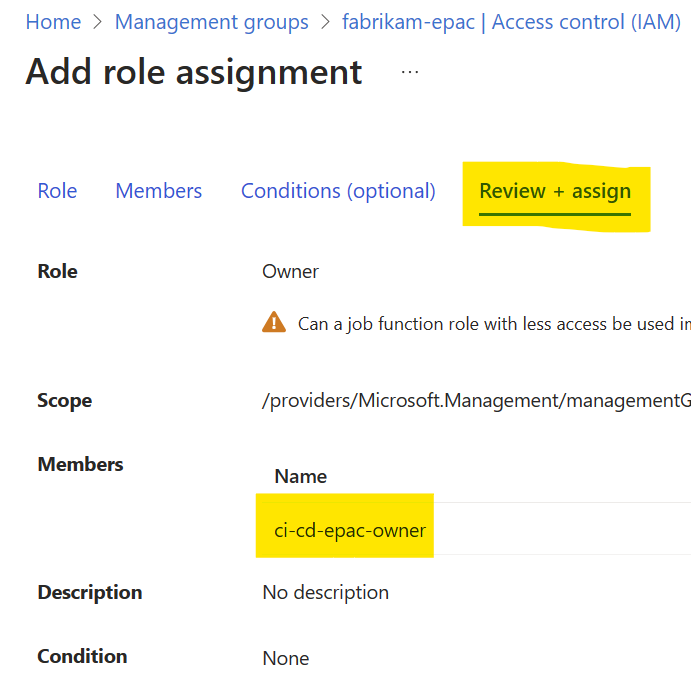 Home > Management groups > fabrikam-epac | Access control (IAM)
Add role assignment ...
Role Members Conditions (optional) Review + assign
Role Owner
Can a job function role with less access be used
Scope /providers/Microsoft.Management/managementG
Members
Name
ci-cd-epac-owner
Description No description
Condition None